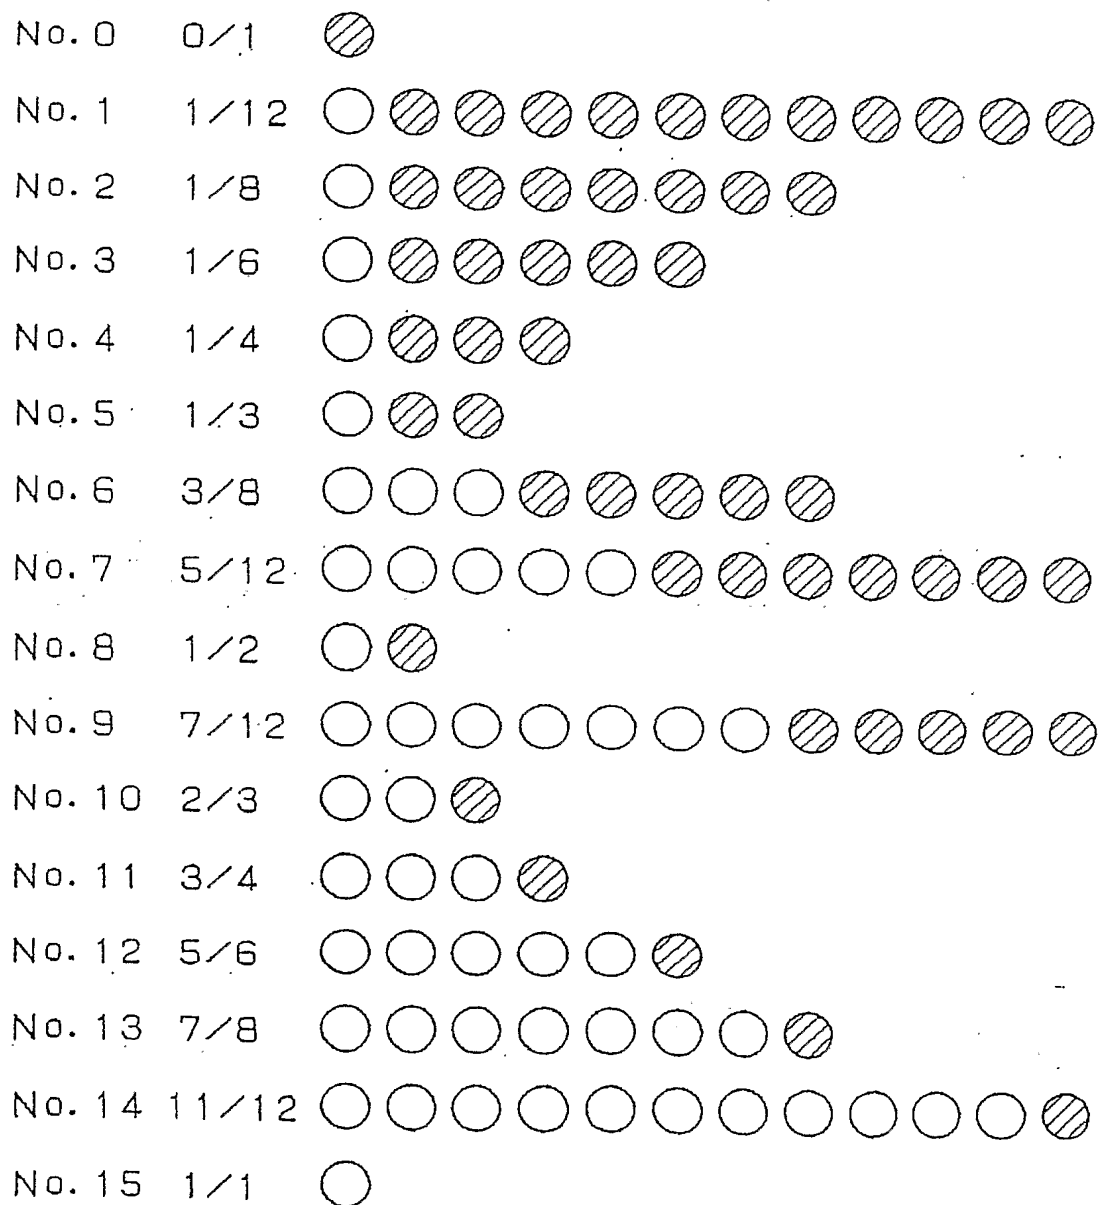 No. 0 0/1
No. 1 1/12
No. 2 1/8
No. 3 1/6
No. 4 1/4
No. 5 1/3
No. 6 3/8
No. 7 5/12
No. 8 1/2
No. 9 7/12
No. 10 2/3
No. 11 3/4
No. 12 5/6
No. 13 7/8
No. 14 11/12
No. 15 1/1